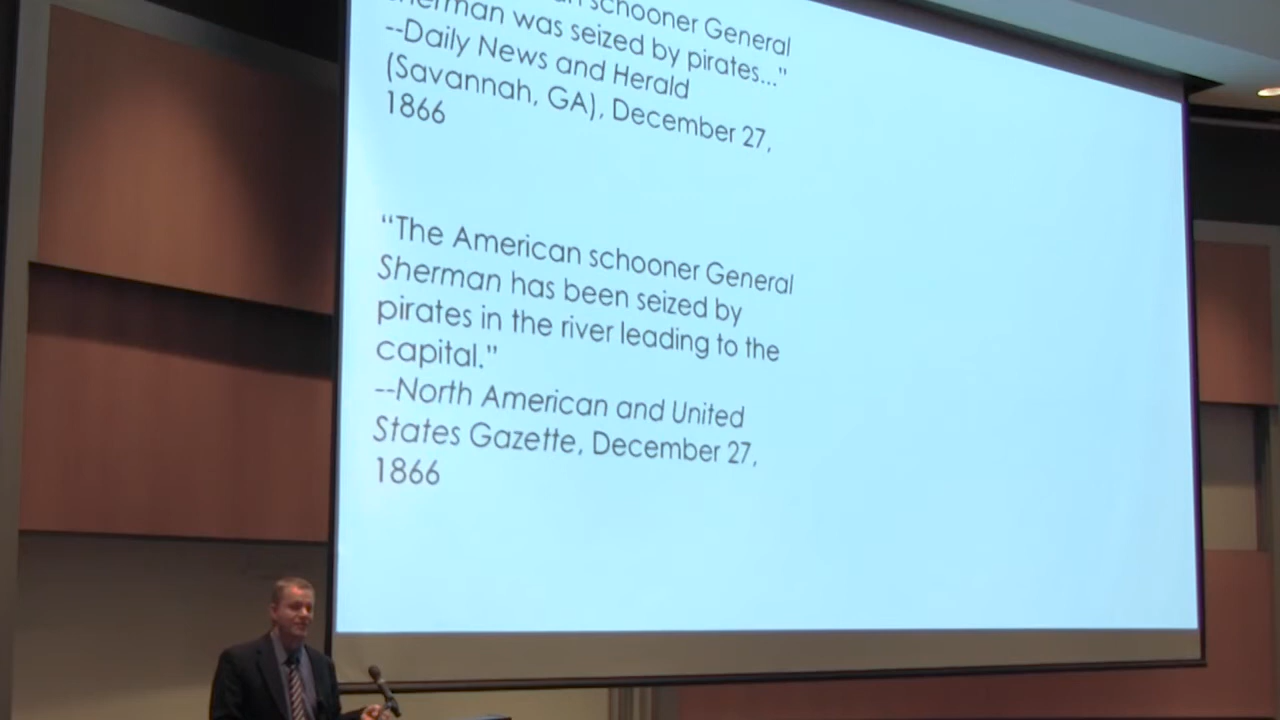 schooner General
Sherman was seized by pirates..."
--Daily News and Herald
(Savannah, GA), December 27,
1866
“The American schooner General
Sherman has been seized by
pirates in the river leading to the
capital.”
--North American and United
States Gazette, December 27,
1866